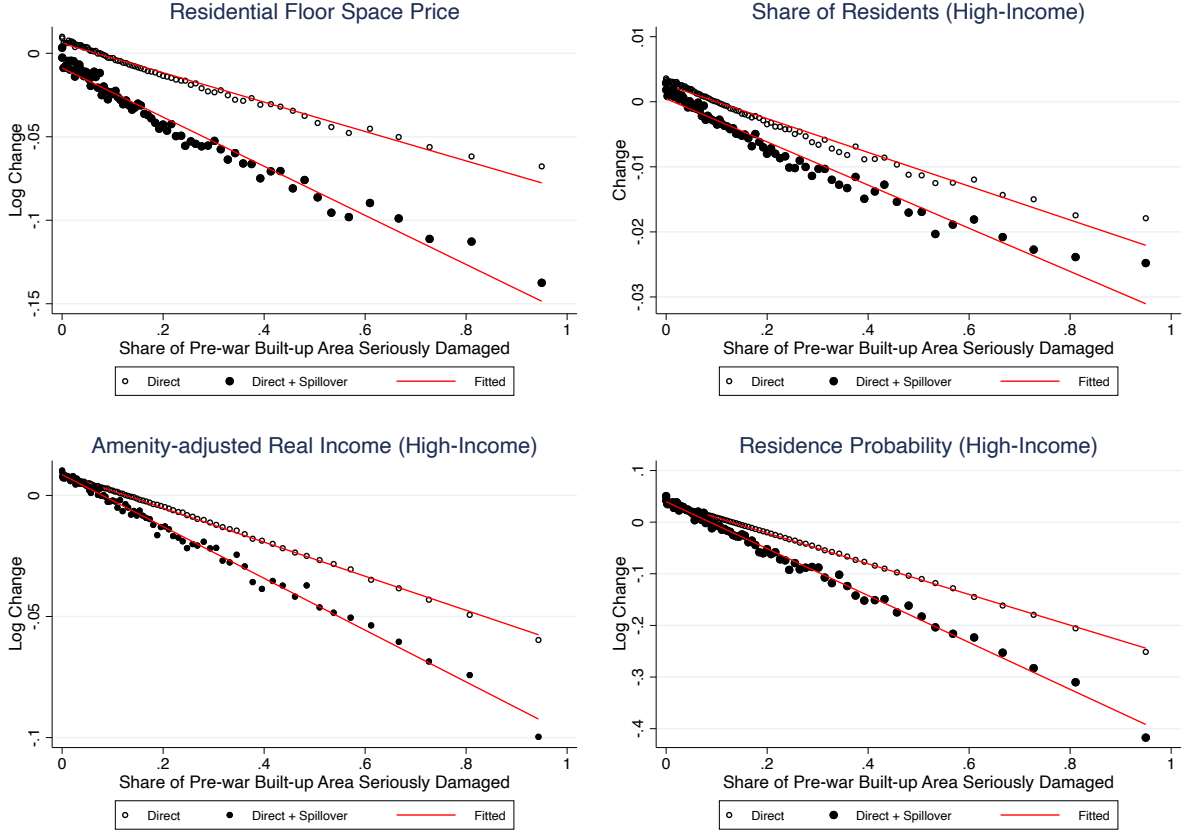 Residential Floor Space Price
Log Change
0
-.05
-.1
-.15
0 .2 .4 .6 .8 1
Share of Pre-war Built-up Area Seriously Damaged
Direct Direct + Spillover Fitted
Share of Residents (High-Income)
Change
.01
0
-.01
-.02
-.03
0 .2 .4 .6 .8 1
Share of Pre-war Built-up Area Seriously Damaged
Direct Direct + Spillover Fitted
Amenity-adjusted Real Income (High-Income)
Log Change
0
-.05
-.1
0 .2 .4 .6 .8 1
Share of Pre-war Built-up Area Seriously Damaged
Direct Direct + Spillover Fitted
Residence Probability (High-Income)
Log Change
.1
0
-.1
-.2
-.3
-.4
0 .2 .4 .6 .8 1
Share of Pre-war Built-up Area Seriously Damaged
Direct Direct + Spillover Fitted